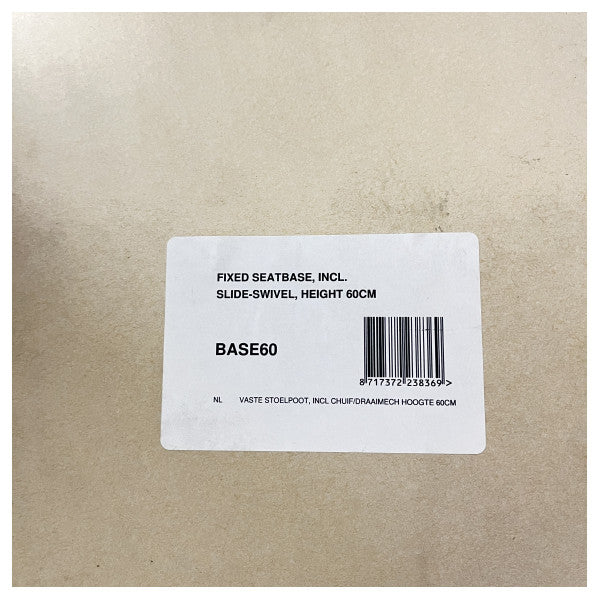 FIXED SEATBASE, INCL.
SLIDE-SWIVEL, HEIGHT 60CM
BASE60
8 717372 238369 >
NL VASTE STOELPOOT, INCL CHUIF/DRAAIMECH HOOGTE 60CM